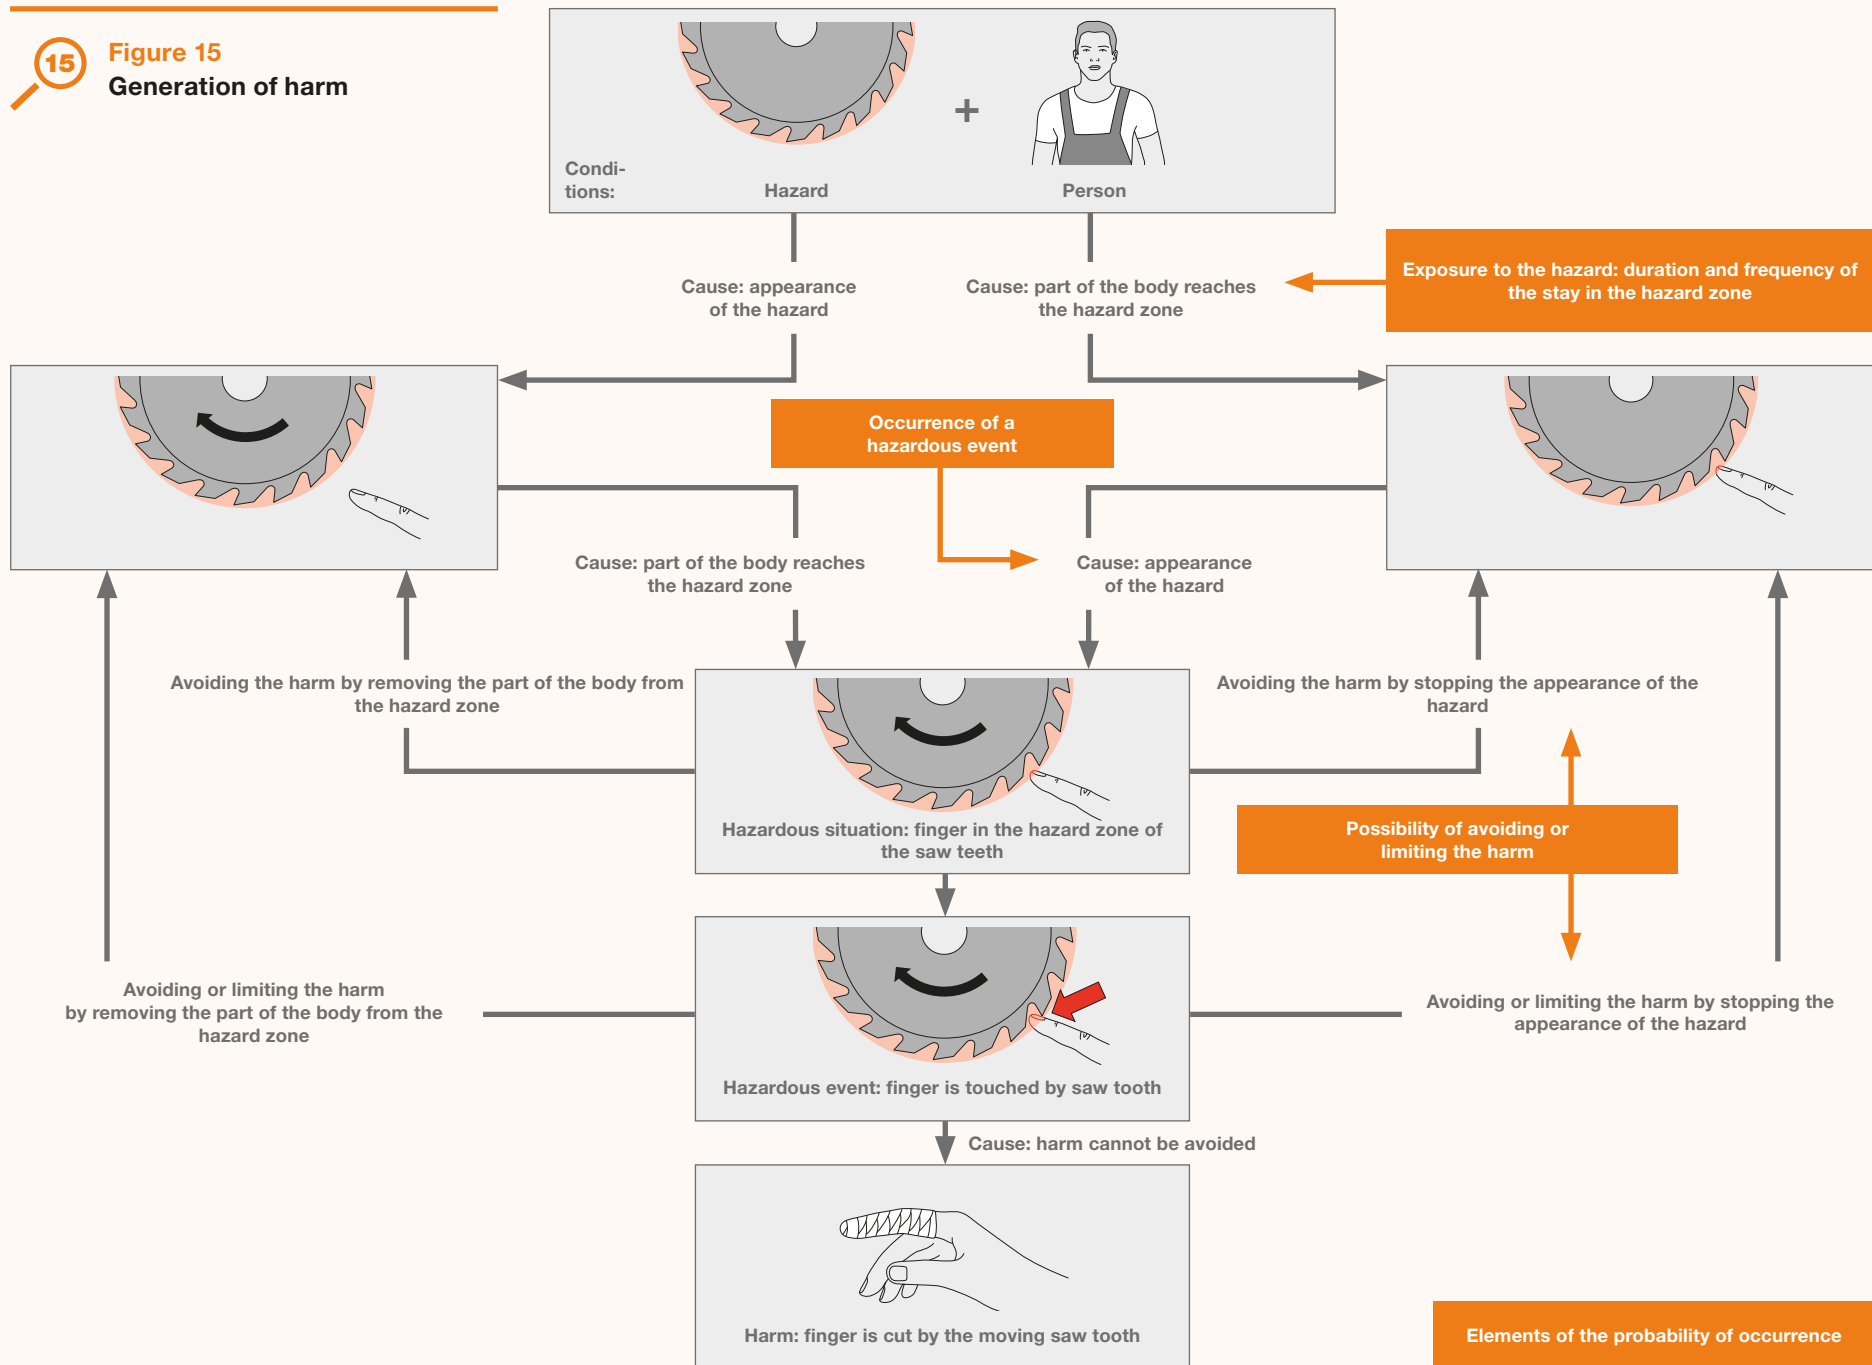 15
Figure 15
Generation of harm
+
Condi-
tions:
Hazard
Person
Cause: appearance
of the hazard
Cause: part of the body reaches
the hazard zone
Exposure to the hazard: duration and frequency of
the stay in the hazard zone
Occurrence of a
hazardous event
Cause: part of the body reaches
the hazard zone
Cause: appearance
of the hazard
Avoiding the harm by removing the part of the body from
the hazard zone
Avoiding the harm by stopping the appearance of the
hazard
Hazardous situation: finger in the hazard zone of
the saw teeth
Possibility of avoiding or
limiting the harm
Avoiding or limiting the harm
by removing the part of the body from the
hazard zone
Avoiding or limiting the harm by stopping the
appearance of the hazard
Hazardous event: finger is touched by saw tooth
Cause: harm cannot be avoided
Harm: finger is cut by the moving saw tooth
Elements of the probability of occurrence